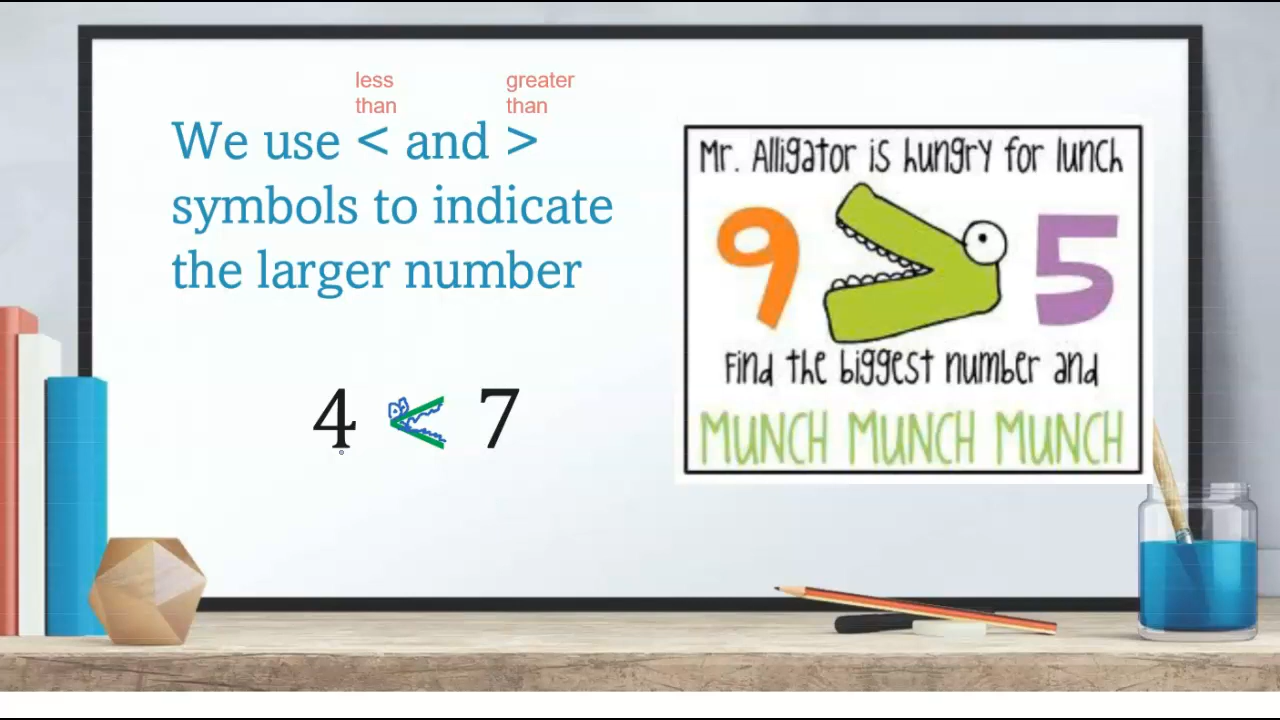 less greater
than than
We use < and >
symbols to indicate
the larger number
4 < 7
Mr. Alligator is hungry for lunch
9 > 5
Find the biggest number and
MUNCH MUNCH MUNCH